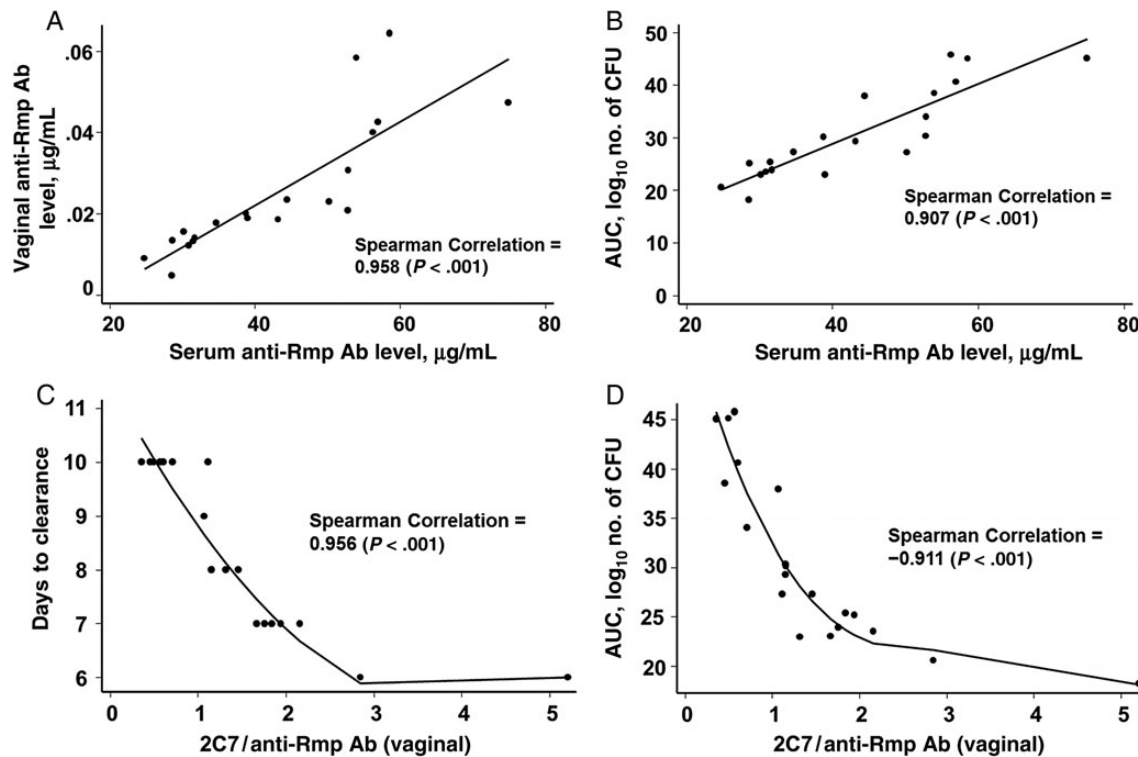 A
Vaginal anti-Rmp Ab
level, µg/mL
.06
.04
.02
0
Spearman Correlation =
0.958 (P < .001)
20 40 60 80
Serum anti-Rmp Ab level, µg/mL
B
AUC, log10 no. of CFU
50
40
30
20
10
0
Spearman Correlation =
0.907 (P < .001)
20 40 60 80
Serum anti-Rmp Ab level, µg/mL
C
Days to clearance
11
10
9
8
7
6
Spearman Correlation =
0.956 (P < .001)
0 1 2 3 4 5
2C7/anti-Rmp Ab (vaginal)
D
AUC, log10 no. of CFU
45
40
35
30
25
20
Spearman Correlation =
−0.911 (P < .001)
0 1 2 3 4 5
2C7/anti-Rmp Ab (vaginal)